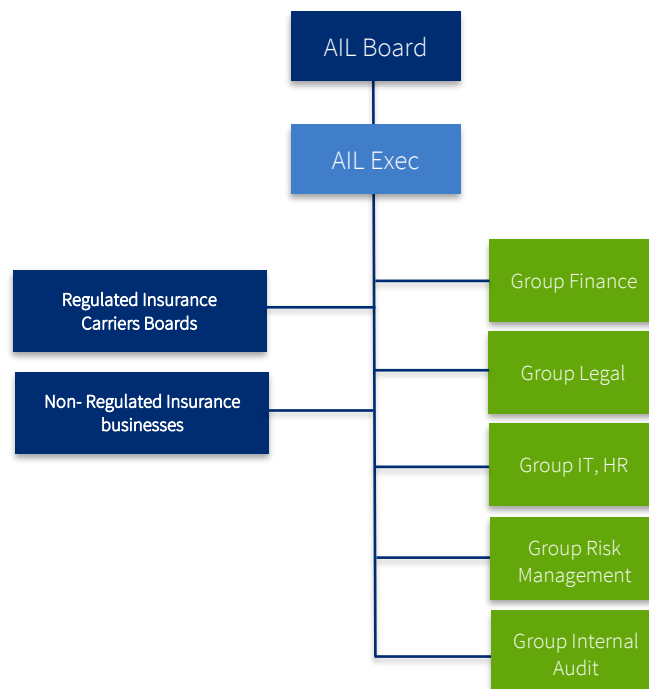 AIL Board
AIL Exec
Regulated Insurance
Carriers Boards
Non- Regulated Insurance
businesses
Group Finance
Group Legal
Group IT, HR
Group Risk
Management
Group Internal
Audit